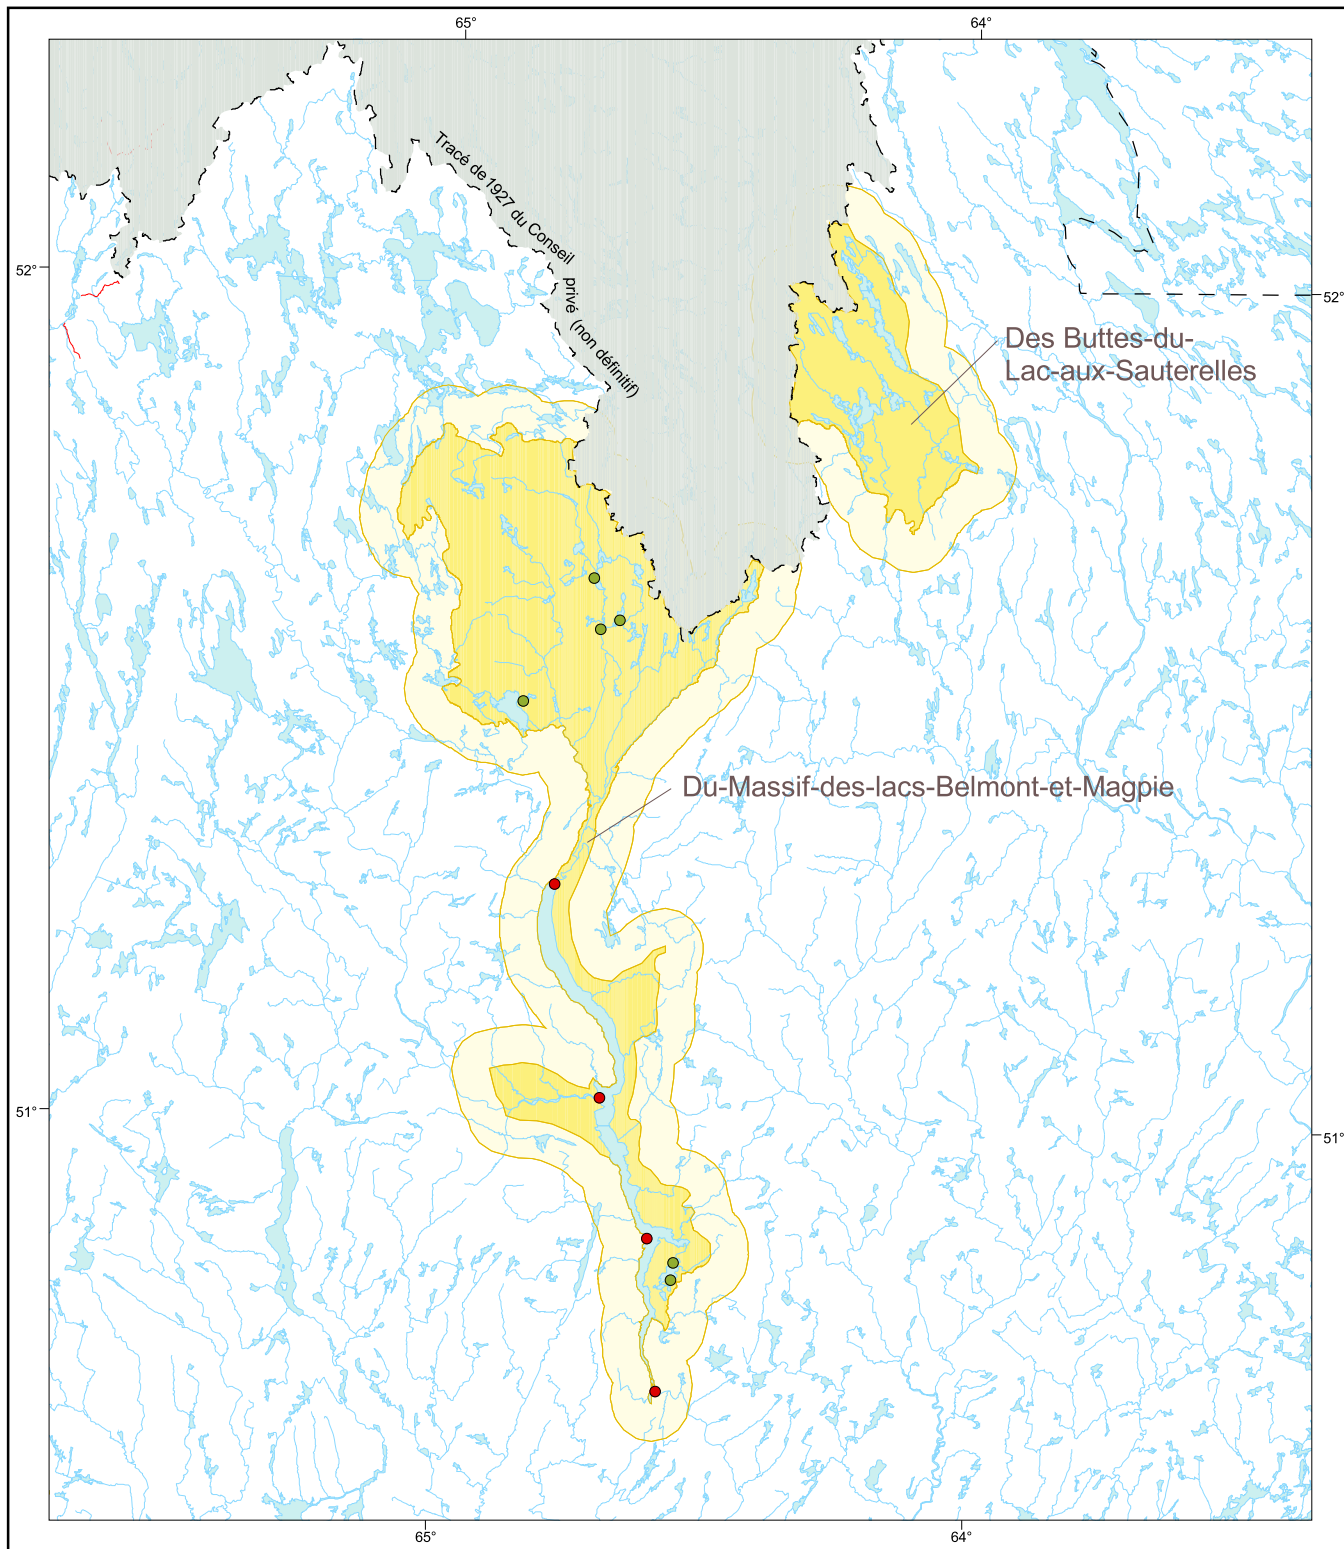 65°
64°
Tracé de 1927 du Conseil
privé (non définitif)
52°
52°
Des Buttes-du-
Lac-aux-Sauterelles
Du-Massif-des-lacs-Belmont-et-Magpie
51°
51°
65°
64°